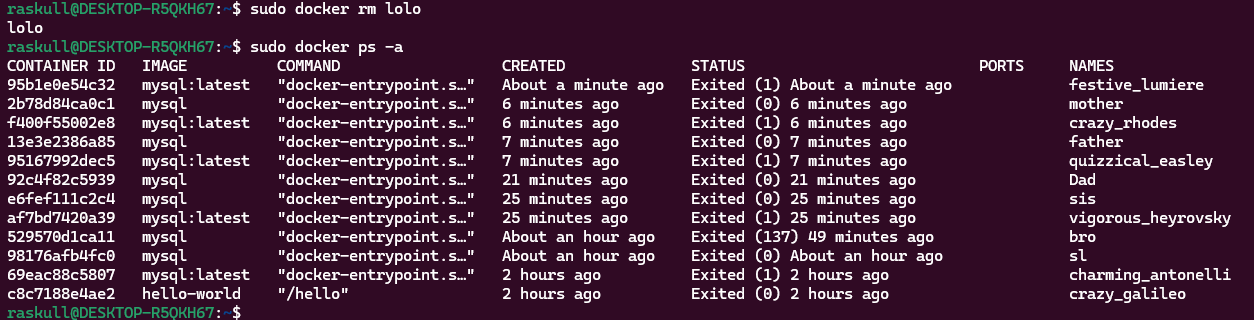 raskull@DESKTOP-R5QKH67:~$ sudo docker rm lolo
lolo
raskull@DESKTOP-R5QKH67:~$ sudo docker ps -a
CONTAINER ID   IMAGE          COMMAND                  CREATED              STATUS                          PORTS     NAMES
95b1e0e54c32   mysql:latest   "docker-entrypoint.s…"   About a minute ago   Exited (1) About a minute ago             festive_lumiere
2b78d84ca0c1   mysql          "docker-entrypoint.s…"   6 minutes ago        Exited (0) 6 minutes ago                  mother
f400f55002e8   mysql:latest   "docker-entrypoint.s…"   6 minutes ago        Exited (1) 6 minutes ago                  crazy_rhodes
13e3e2386a85   mysql          "docker-entrypoint.s…"   7 minutes ago        Exited (0) 7 minutes ago                  father
95167992dec5   mysql:latest   "docker-entrypoint.s…"   7 minutes ago        Exited (1) 7 minutes ago                  quizzical_easley
92c4f82c5939   mysql          "docker-entrypoint.s…"   21 minutes ago       Exited (0) 21 minutes ago                 Dad
e6fef111c2c4   mysql          "docker-entrypoint.s…"   25 minutes ago       Exited (0) 25 minutes ago                 sis
af7bd7420a39   mysql:latest   "docker-entrypoint.s…"   25 minutes ago       Exited (1) 25 minutes ago                 vigorous_heyrovsky
529570d1ca11   mysql          "docker-entrypoint.s…"   About an hour ago    Exited (137) 49 minutes ago               bro
98176afb4fc0   mysql          "docker-entrypoint.s…"   About an hour ago    Exited (0) About an hour ago              sl
69eac88c5807   mysql:latest   "docker-entrypoint.s…"   2 hours ago          Exited (1) 2 hours ago                    charming_antonelli
c8c7188e4ae2   hello-world    "/hello"                 2 hours ago          Exited (0) 2 hours ago                    crazy_galileo
raskull@DESKTOP-R5QKH67:~$